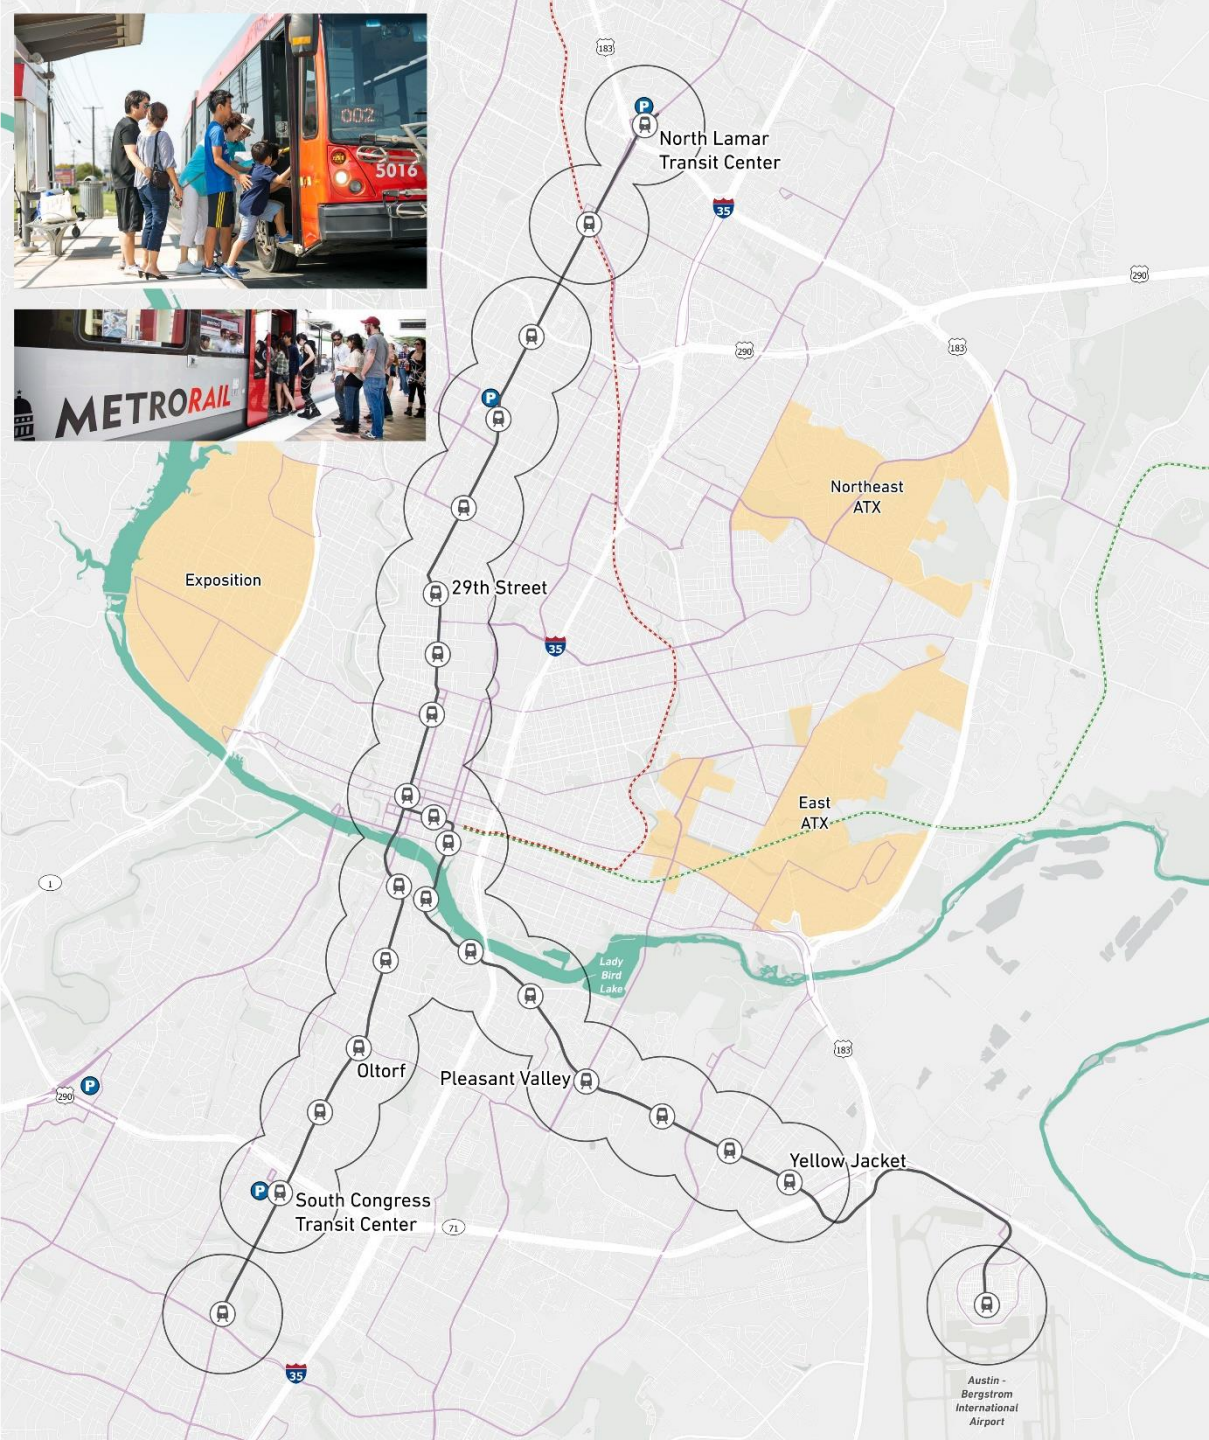 002
5016
METRORAIL
183
P
North Lamar
Transit Center
35
290
183
290
P
Northeast
ATX
Exposition
29th Street
35
East
ATX
1
Lady
Bird
Lake
183
Oltorf
Pleasant Valley
P
290
Yellow Jacket
P
South Congress
Transit Center
71
35
Austin -
Bergstrom
International
Airport